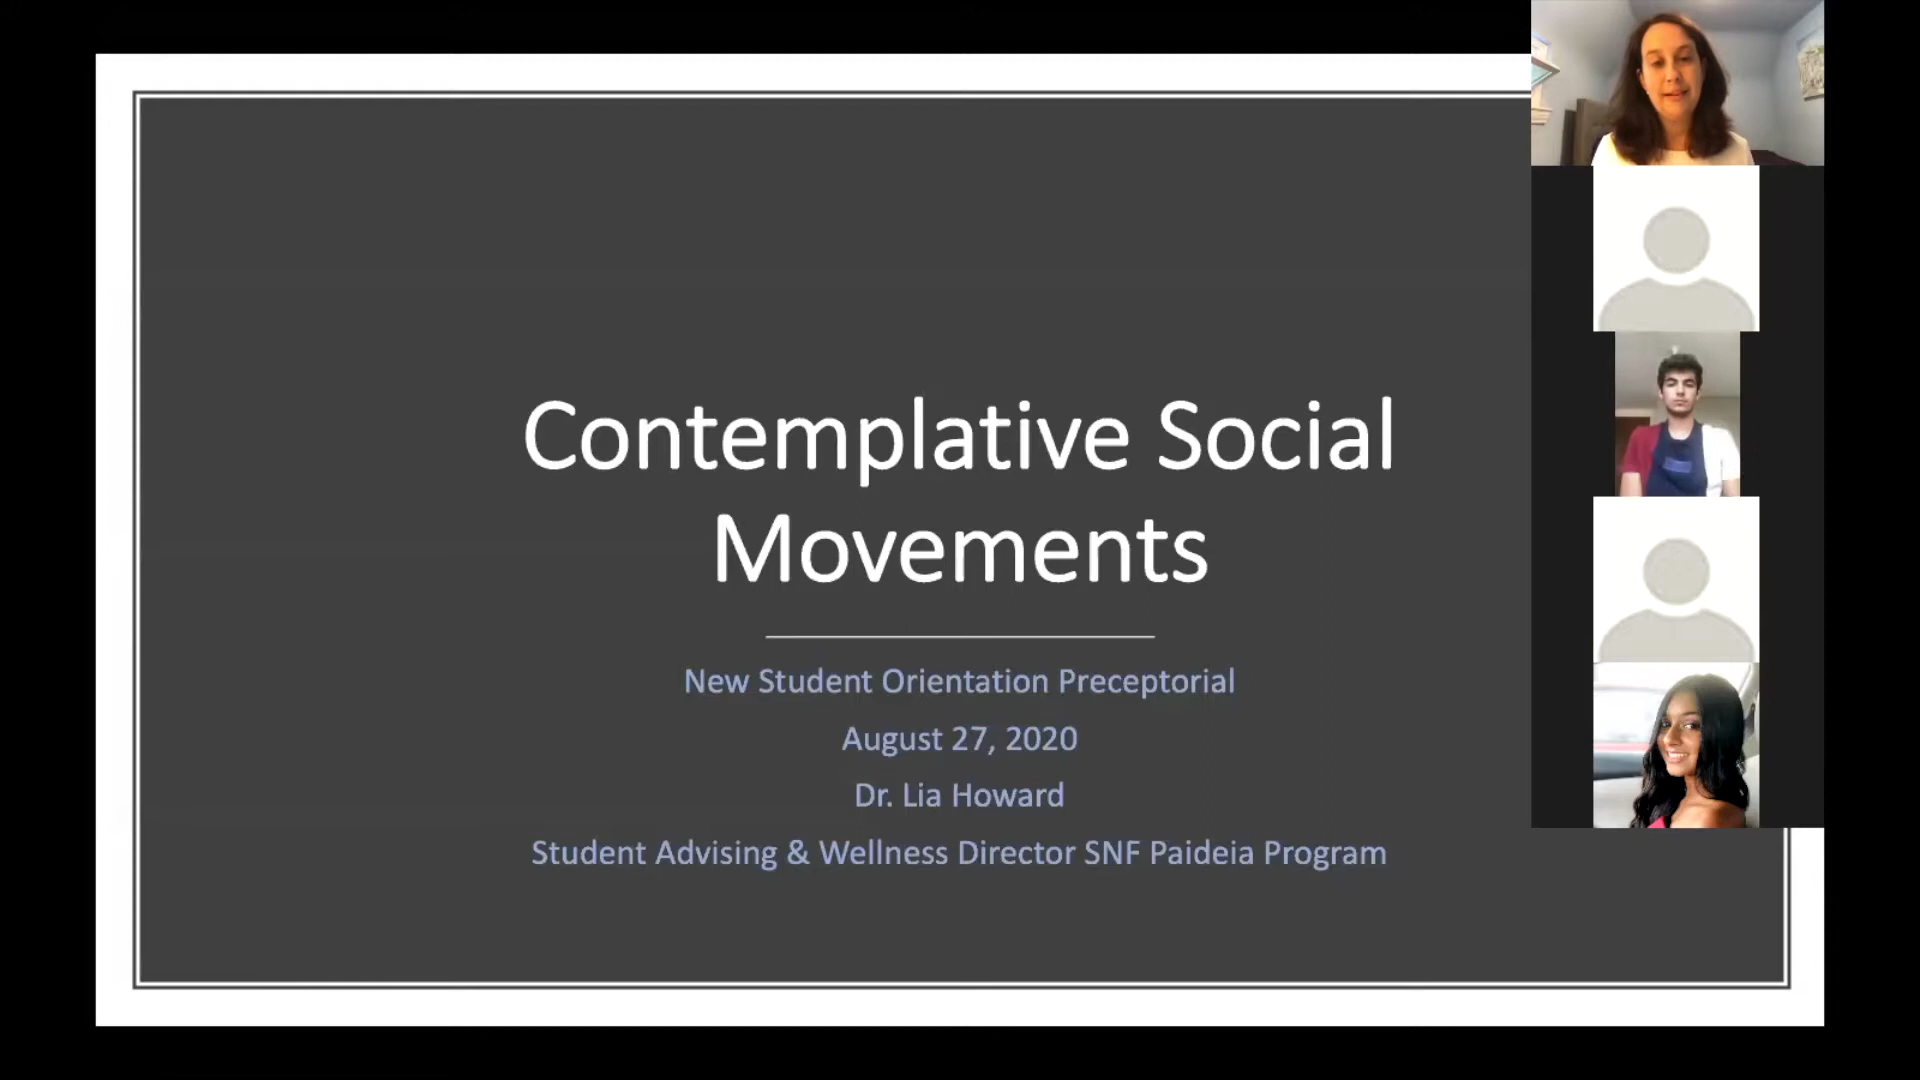 Contemplative Social
Movements
New Student Orientation Preceptorial
August 27, 2020
Dr. Lia Howard
Student Advising & Wellness Director SNF Paideia Program